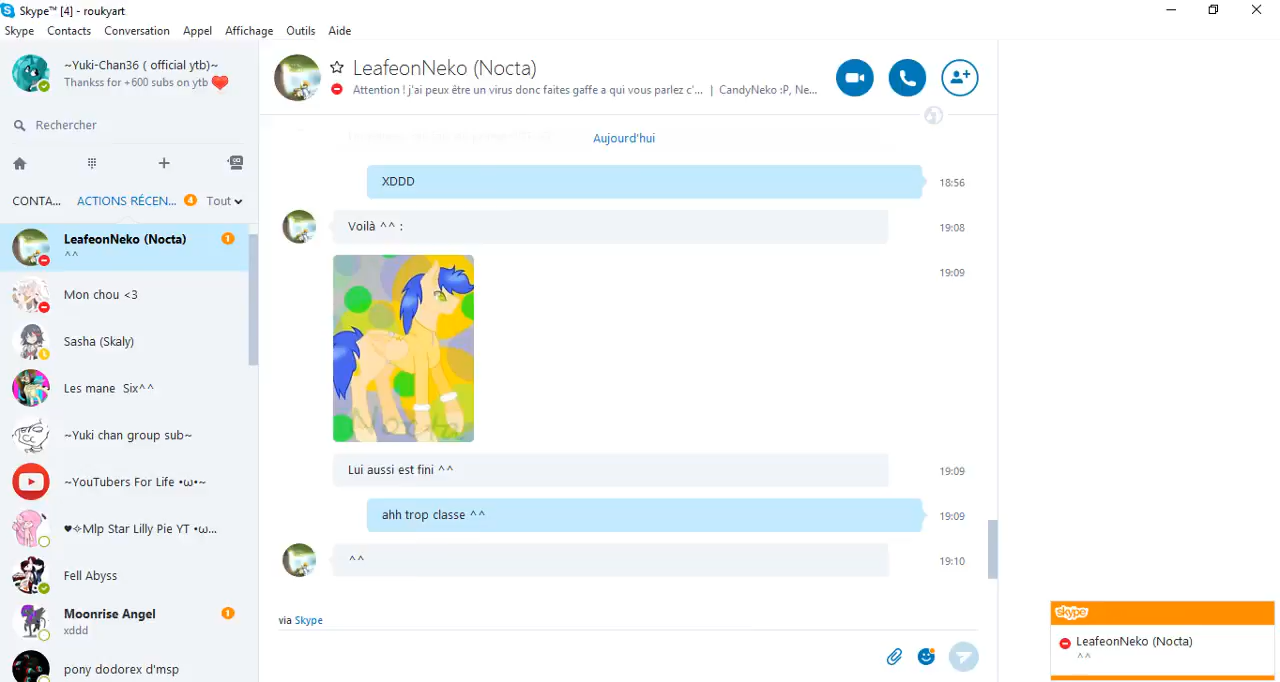 Skype™ [4] - roukyart
Skype Contacts Conversation Appel Affichage Outils Aide
~Yuki-Chan36 ( official ytb)~
Thankss for +600 subs on ytb
Rechercher
CONTA... ACTIONS RÉCEN... 4 Tout
LeafeonNeko (Nocta) 1
^^
Mon chou <3
Sasha (Skaly)
Les mane Six^^
~Yuki chan group sub~
~YouTubers For Life •ω•~
♥✧Mlp Star Lilly Pie YT •ω...
Fell Abyss
Moonrise Angel 1
xddd
pony dodorex d'msp
LeafeonNeko (Nocta)
Attention ! j'ai peux être un virus donc faites gaffe a qui vous parlez c'... | CandyNeko :P, Ne...
Aujourd'hui
XDDD 18:56
Voilà ^^ : 19:08
19:09
Nocta
Lui aussi est fini ^^ 19:09
ahh trop classe ^^ 19:09
^^ 19:10
via Skype
skype
LeafeonNeko (Nocta)
^^